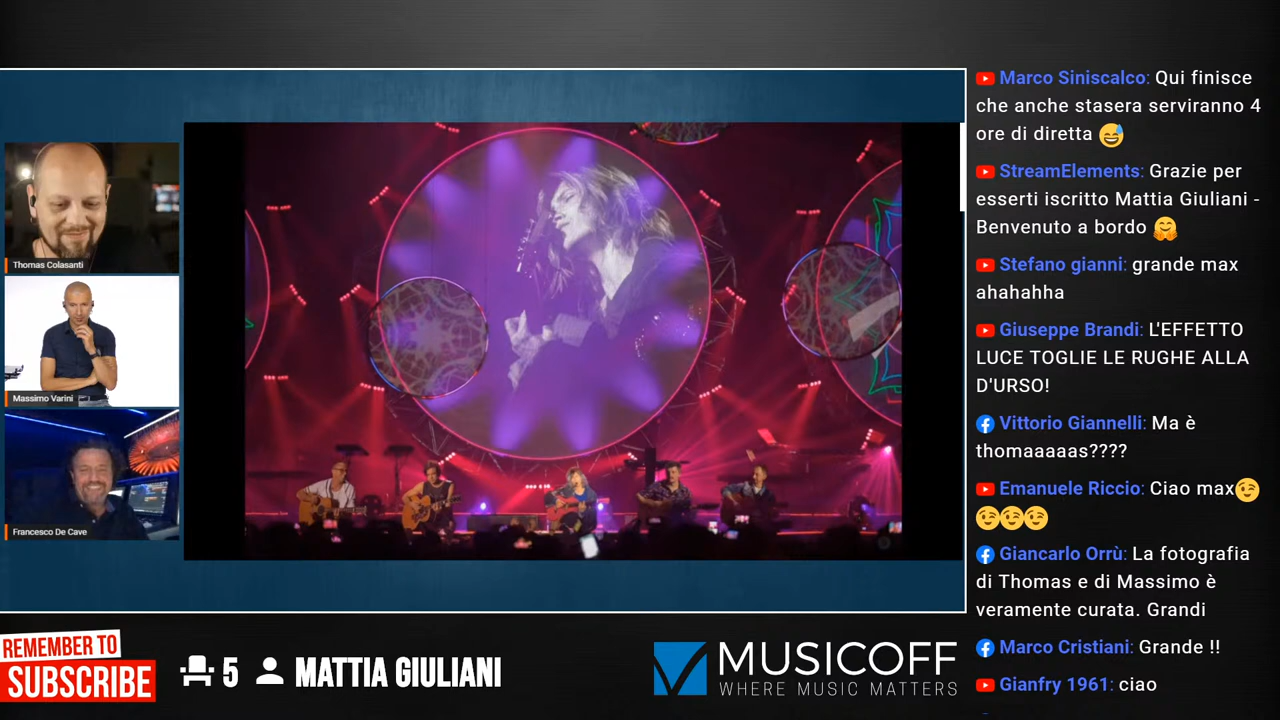 Marco Siniscalco: Qui finisce
che anche stasera serviranno 4
ore di diretta 😅
StreamElements: Grazie per
esserti iscritto Mattia Giuliani -
Benvenuto a bordo 🤗
Stefano gianni: grande max
ahahahha
Giuseppe Brandi: L'EFFETTO
LUCE TOGLIE LE RUGHE ALLA
D'URSO!
Vittorio Giannelli: Ma è
thomaaaaas????
Emanuele Riccio: Ciao max😉
😉😉😉
Giancarlo Orrù: La fotografia
di Thomas e di Massimo è
veramente curata. Grandi
Marco Cristiani: Grande !!
Gianfry 1961: ciao
Thomas Colasanti
Massimo Varini
Francesco De Cave
REMEMBER TO
SUBSCRIBE
5
MATTIA GIULIANI
MUSICOFF
WHERE MUSIC MATTERS